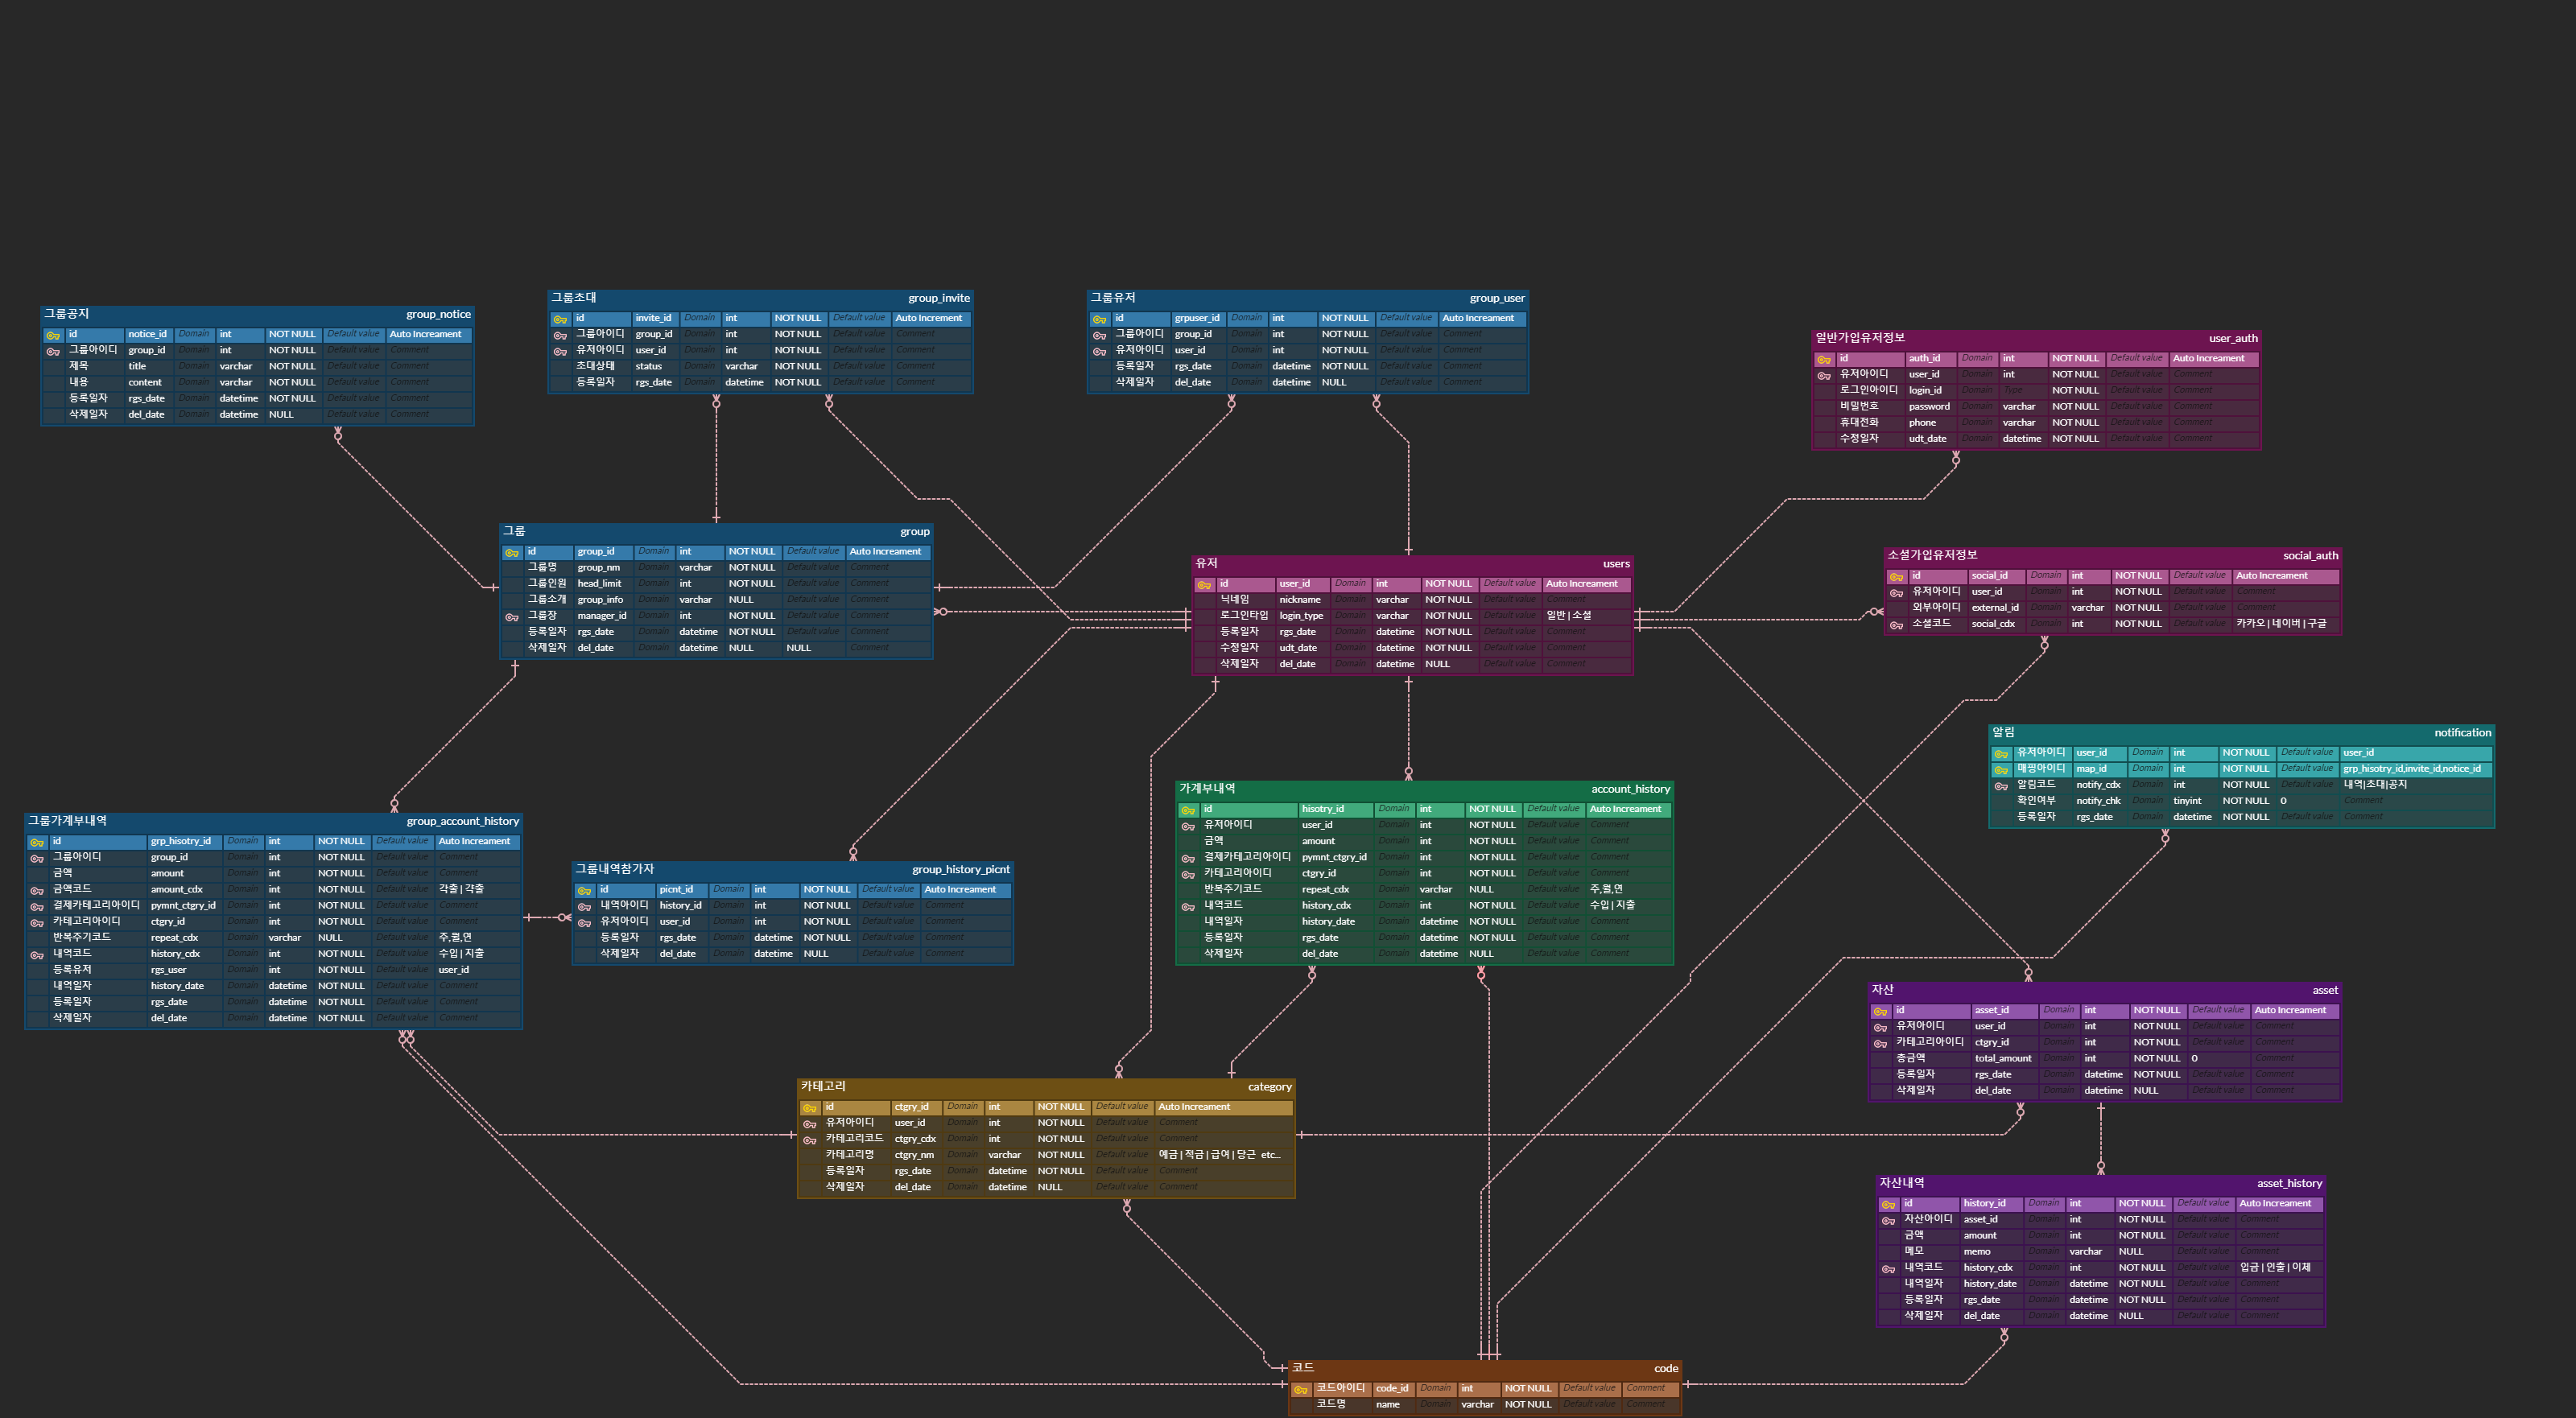 그룹공지 group_notice
id notice_id Domain int NOT NULL Default value Auto Increament
그룹아이디 group_id Domain int NOT NULL Default value Comment
제목 title Domain varchar NOT NULL Default value Comment
내용 content Domain varchar NOT NULL Default value Comment
등록일자 rgs_date Domain datetime NOT NULL Default value Comment
삭제일자 del_date Domain datetime NULL Default value Comment
그룹초대 group_invite
id invite_id Domain int NOT NULL Default value Auto Increment
그룹아이디 group_id Domain int NOT NULL Default value Comment
유저아이디 user_id Domain int NOT NULL Default value Comment
초대상태 status Domain varchar NOT NULL Default value Comment
등록일자 rgs_date Domain datetime NOT NULL Default value Comment
그룹유저 group_user
id grpuser_id Domain int NOT NULL Default value Auto Increament
그룹아이디 group_id Domain int NOT NULL Default value Comment
유저아이디 user_id Domain int NOT NULL Default value Comment
등록일자 rgs_date Domain datetime NOT NULL Default value Comment
삭제일자 del_date Domain datetime NULL Default value Comment
일반가입유저정보 user_auth
id auth_id Domain int NOT NULL Default value Auto Increament
유저아이디 user_id Domain int NOT NULL Default value Comment
로그인아이디 login_id Domain Type NOT NULL Default value Comment
비밀번호 password Domain varchar NOT NULL Default value Comment
휴대전화 phone Domain varchar NOT NULL Default value Comment
수정일자 udt_date Domain datetime NOT NULL Default value Comment
그룹 group
id group_id Domain int NOT NULL Default value Auto Increament
그룹명 group_nm Domain varchar NOT NULL Default value Comment
그룹인원 head_limit Domain int NOT NULL Default value Comment
그룹소개 group_info Domain varchar NULL Default value Comment
그룹장 manager_id Domain int NOT NULL Default value Comment
등록일자 rgs_date Domain datetime NOT NULL Default value Comment
삭제일자 del_date Domain datetime NULL NULL Comment
유저 users
id user_id Domain int NOT NULL Default value Auto Increament
닉네임 nickname Domain varchar NOT NULL Default value Comment
로그인타입 login_type Domain varchar NOT NULL Default value 일반 | 소셜
등록일자 rgs_date Domain datetime NOT NULL Default value Comment
수정일자 udt_date Domain datetime NOT NULL Default value Comment
삭제일자 del_date Domain datetime NULL Default value Comment
소셜가입유저정보 social_auth
id social_id Domain int NOT NULL Default value Auto Increament
유저아이디 user_id Domain int NOT NULL Default value Comment
외부아이디 external_id Domain varchar NOT NULL Default value Comment
소셜코드 social_cdx Domain int NOT NULL Default value 카카오 | 네이버 | 구글
알림 notification
유저아이디 user_id Domain int NOT NULL Default value user_id
매핑아이디 map_id Domain int NOT NULL Default value grp_hisotry_id,invite_id,notice_id
알림코드 notify_cdx Domain int NOT NULL Default value 내역|초대|공지
확인여부 notify_chk Domain tinyint NOT NULL 0 Comment
등록일자 rgs_date Domain datetime NOT NULL Default value Comment
그룹가계부내역 group_account_history
id grp_hisotry_id Domain int NOT NULL Default value Auto Increament
그룹아이디 group_id Domain int NOT NULL Default value Comment
금액 amount Domain int NOT NULL Default value Comment
금액코드 amount_cdx Domain int NOT NULL Default value 각출 | 갹출
결제카테고리아이디 pymnt_ctgry_id Domain int NOT NULL Default value Comment
카테고리아이디 ctgry_id Domain int NOT NULL Default value Comment
반복주기코드 repeat_cdx Domain varchar NULL Default value 주,월,연
내역코드 history_cdx Domain int NOT NULL Default value 수입 | 지출
등록유저 rgs_user Domain int NOT NULL Default value user_id
내역일자 history_date Domain datetime NOT NULL Default value Comment
등록일자 rgs_date Domain datetime NOT NULL Default value Comment
삭제일자 del_date Domain datetime NOT NULL Default value Comment
그룹내역참가자 group_history_picnt
id picnt_id Domain int NOT NULL Default value Auto Increament
내역아이디 history_id Domain int NOT NULL Default value Comment
유저아이디 user_id Domain int NOT NULL Default value Comment
등록일자 rgs_date Domain datetime NOT NULL Default value Comment
삭제일자 del_date Domain datetime NULL Default value Comment
가계부내역 account_history
id hisotry_id Domain int NOT NULL Default value Auto Increament
유저아이디 user_id Domain int NOT NULL Default value Comment
금액 amount Domain int NOT NULL Default value Comment
결제카테고리아이디 pymnt_ctgry_id Domain int NOT NULL Default value Comment
카테고리아이디 ctgry_id Domain int NOT NULL Default value Comment
반복주기코드 repeat_cdx Domain varchar NULL Default value 주,월,연
내역코드 history_cdx Domain int NOT NULL Default value 수입 | 지출
내역일자 history_date Domain datetime NOT NULL Default value Comment
등록일자 rgs_date Domain datetime NOT NULL Default value Comment
삭제일자 del_date Domain datetime NULL Default value Comment
자산 asset
id asset_id Domain int NOT NULL Default value Auto Increament
유저아이디 user_id Domain int NOT NULL Default value Comment
카테고리아이디 ctgry_id Domain int NOT NULL Default value Comment
총금액 total_amount Domain int NOT NULL 0 Comment
등록일자 rgs_date Domain datetime NOT NULL Default value Comment
삭제일자 del_date Domain datetime NULL Default value Comment
카테고리 category
id ctgry_id Domain int NOT NULL Default value Auto Increament
유저아이디 user_id Domain int NOT NULL Default value Comment
카테고리코드 ctgry_cdx Domain int NOT NULL Default value Comment
카테고리명 ctgry_nm Domain varchar NOT NULL Default value 예금 | 적금 | 급여 | 당근 etc...
등록일자 rgs_date Domain datetime NOT NULL Default value Comment
삭제일자 del_date Domain datetime NULL Default value Comment
자산내역 asset_history
id history_id Domain int NOT NULL Default value Auto Increament
자산아이디 asset_id Domain int NOT NULL Default value Comment
금액 amount Domain int NOT NULL Default value Comment
메모 memo Domain varchar NULL Default value Comment
내역코드 history_cdx Domain int NOT NULL Default value 입금 | 인출 | 이체
내역일자 history_date Domain datetime NOT NULL Default value Comment
등록일자 rgs_date Domain datetime NOT NULL Default value Comment
삭제일자 del_date Domain datetime NULL Default value Comment
코드 code
코드아이디 code_id Domain int NOT NULL Default value Comment
코드명 name Domain varchar NOT NULL Default value Comment